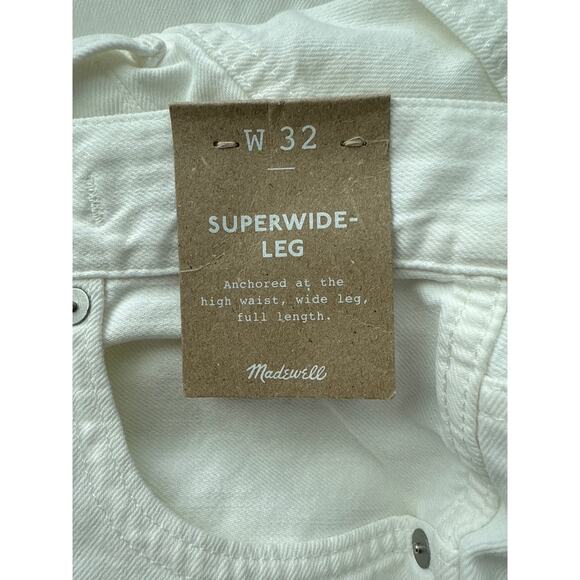 W 32
SUPERWIDE-
LEG
Anchored at the
high waist, wide leg,
full length.
Madewell